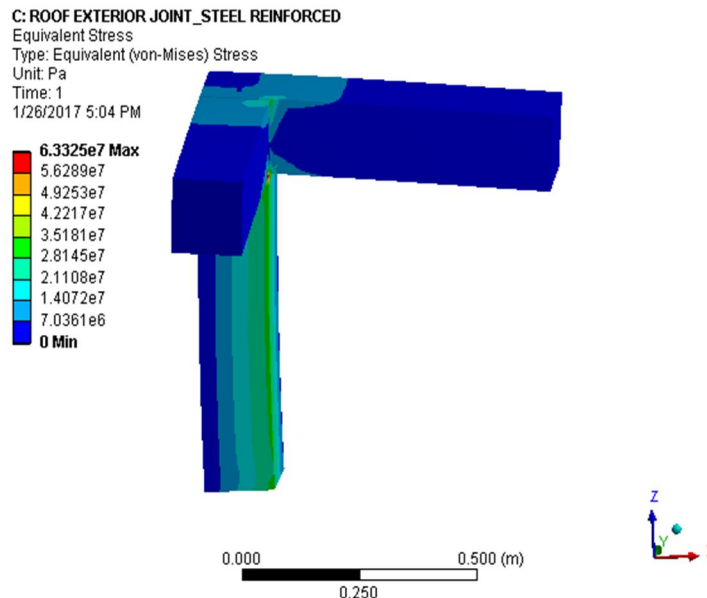 C: ROOF EXTERIOR JOINT_STEEL REINFORCED
Equivalent Stress
Type: Equivalent (von-Mises) Stress
Unit: Pa
Time: 1
1/26/2017 5:04 PM
6.3325e7 Max
5.6289e7
4.9253e7
4.2217e7
3.5181e7
2.8145e7
2.1108e7
1.4072e7
7.0361e6
0 Min
Z
Y
0.000 0.500 (m)
0.250